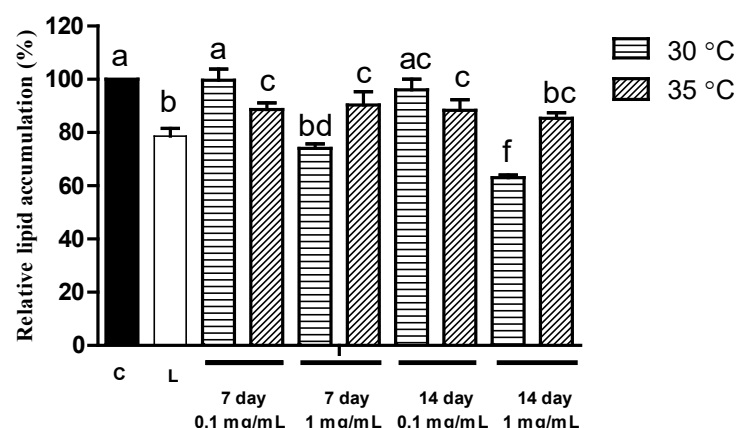 Relative lipid accumulation (%)
120
100
80
60
40
20
0
a
b
a
c
bd
c
ac
c
f
bc
30 °C
35 °C
C
L
7 day
0.1 mg/mL
7 day
1 mg/mL
14 day
0.1 mg/mL
14 day
1 mg/mL